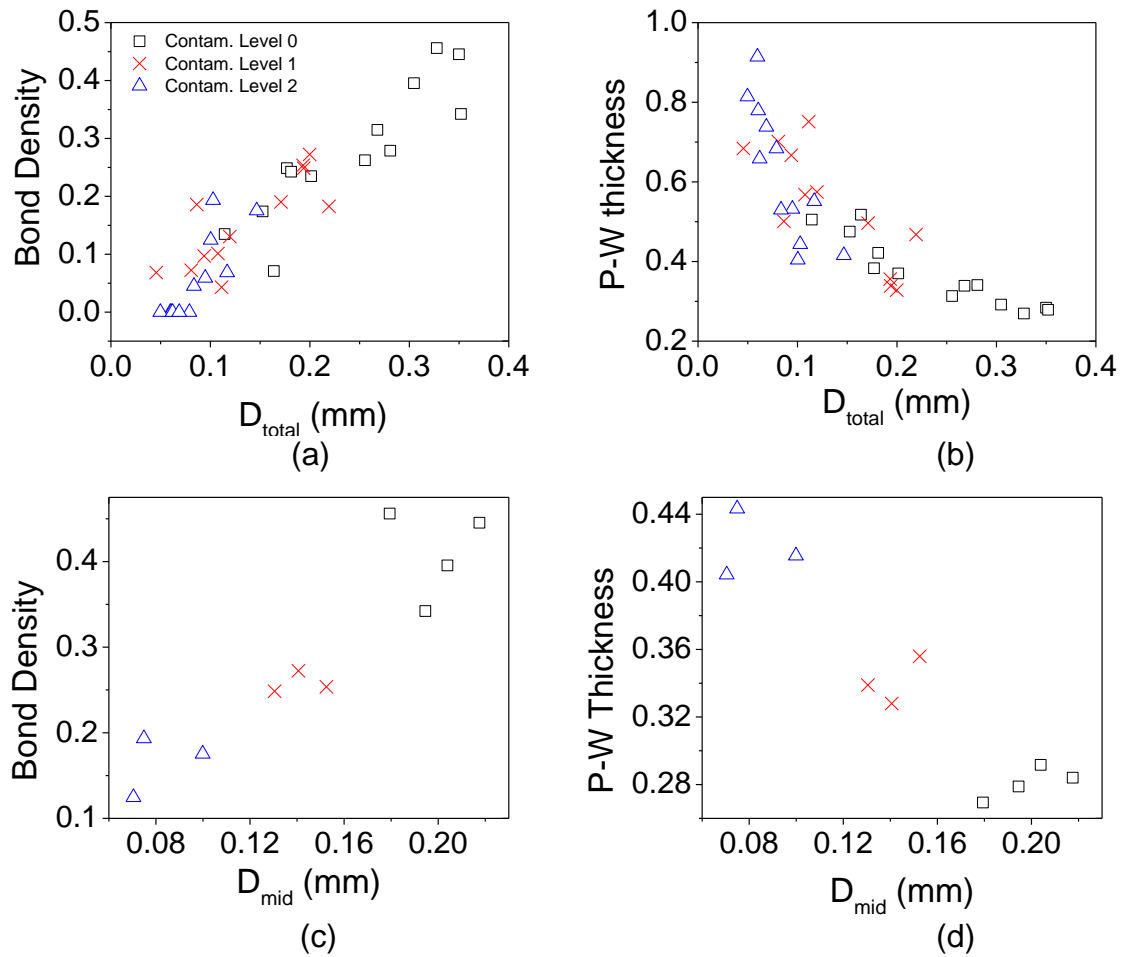 Bond Density
0.5
0.4
0.3
0.2
0.1
0.0
Contam. Level 0
Contam. Level 1
Contam. Level 2
0.0 0.1 0.2 0.3 0.4
D_total (mm)
(a)
P-W thickness
1.0
0.8
0.6
0.4
0.2
0.0 0.1 0.2 0.3 0.4
D_total (mm)
(b)
Bond Density
0.4
0.3
0.2
0.1
0.08 0.12 0.16 0.20
D_mid (mm)
(c)
P-W Thickness
0.44
0.40
0.36
0.32
0.28
0.08 0.12 0.16 0.20
D_mid (mm)
(d)